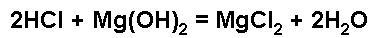 2HCl + Mg(OH)₂ = MgCl₂ + 2H₂O